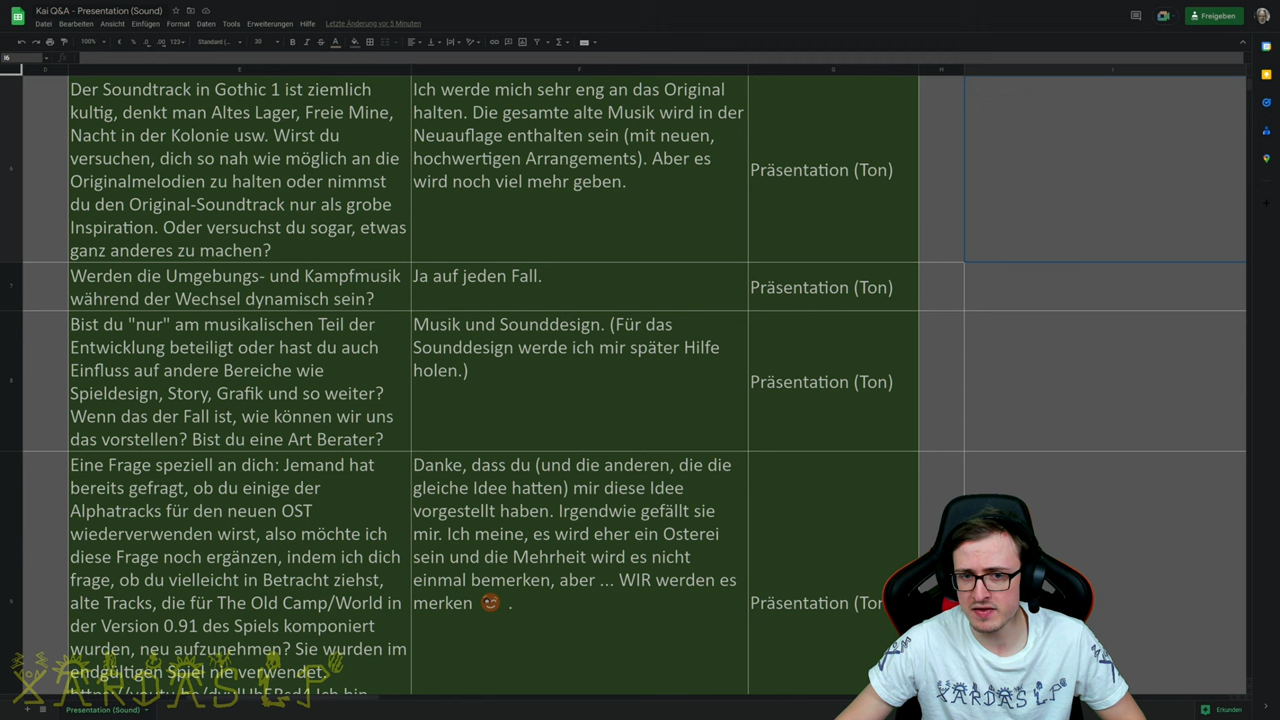 Kai Q&A - Presentation (Sound)
Datei Bearbeiten Ansicht Einfügen Format Daten Tools Erweiterungen Hilfe Letzte Änderung vor 5 Minuten
Freigeben
100% € % .0 .00 123 Standard (... 30
I6
D E F G H I
6
Der Soundtrack in Gothic 1 ist ziemlich
kultig, denkt man Altes Lager, Freie Mine,
Nacht in der Kolonie usw. Wirst du
versuchen, dich so nah wie möglich an die
Originalmelodien zu halten oder nimmst
du den Original-Soundtrack nur als grobe
Inspiration. Oder versuchst du sogar, etwas
ganz anderes zu machen?
Ich werde mich sehr eng an das Original
halten. Die gesamte alte Musik wird in der
Neuauflage enthalten sein (mit neuen,
hochwertigen Arrangements). Aber es
wird noch viel mehr geben.
Präsentation (Ton)
7
Werden die Umgebungs- und Kampfmusik
während der Wechsel dynamisch sein?
Ja auf jeden Fall.
Präsentation (Ton)
8
Bist du "nur" am musikalischen Teil der
Entwicklung beteiligt oder hast du auch
Einfluss auf andere Bereiche wie
Spieldesign, Story, Grafik und so weiter?
Wenn das der Fall ist, wie können wir uns
das vorstellen? Bist du eine Art Berater?
Musik und Sounddesign. (Für das
Sounddesign werde ich mir später Hilfe
holen.)
Präsentation (Ton)
9
Eine Frage speziell an dich: Jemand hat
bereits gefragt, ob du einige der
Alphatracks für den neuen OST
wiederverwenden wirst, also möchte ich
diese Frage noch ergänzen, indem ich dich
frage, ob du vielleicht in Betracht ziehst,
alte Tracks, die für The Old Camp/World in
der Version 0.91 des Spiels komponiert
wurden, neu aufzunehmen? Sie wurden im
endgültigen Spiel nie verwendet.
Danke, dass du (und die anderen, die die
gleiche Idee hatten) mir diese Idee
vorgestellt haben. Irgendwie gefällt sie
mir. Ich meine, es wird eher ein Osterei
sein und die Mehrheit wird es nicht
einmal bemerken, aber ... WIR werden es
merken 😉 .
Präsentation (Ton
XARDAS LP
XARDAS LP
Presentation (Sound)
Erkunden